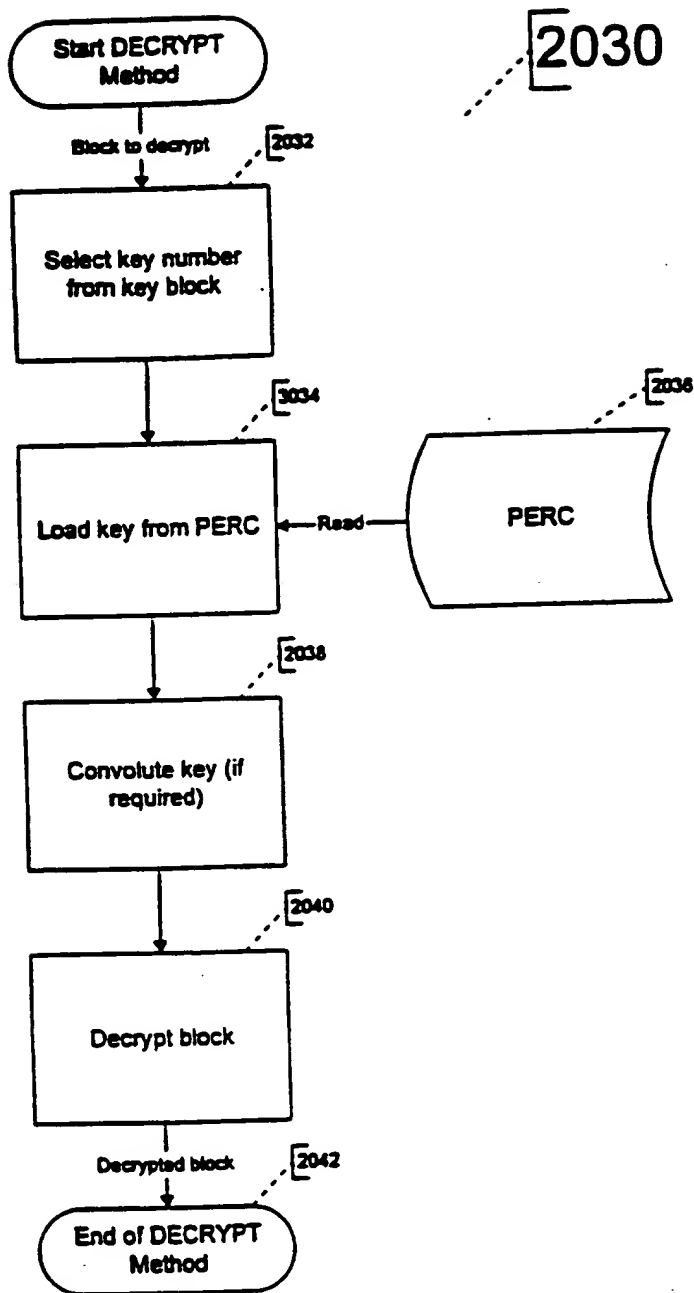 Start DECRYPT
Method
2030
Block to decrypt
2032
Select key number
from key block
3034
2036
Load key from PERC
Read
PERC
2038
Convolute key (if
required)
2040
Decrypt block
Decrypted block
2042
End of DECRYPT
Method